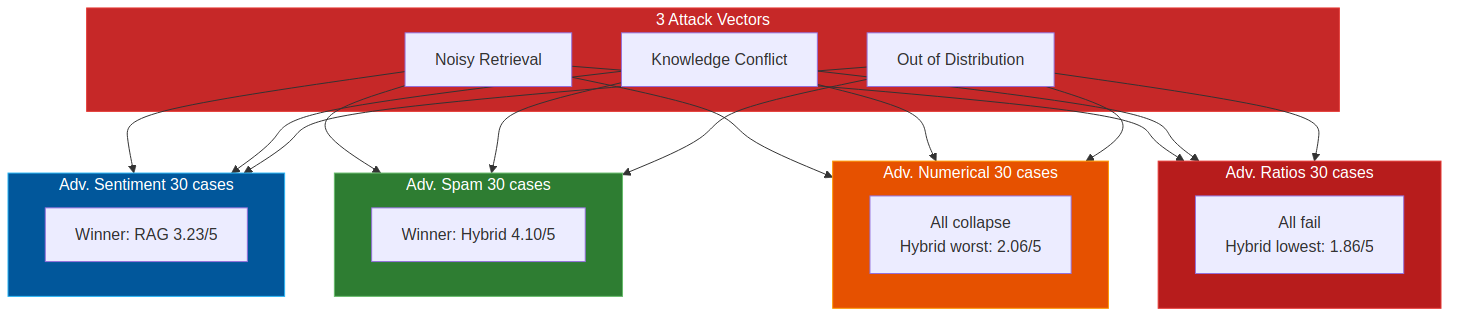 3 Attack Vectors
Noisy Retrieval
Knowledge Conflict
Out of Distribution
Adv. Sentiment 30 cases
Winner: RAG 3.23/5
Adv. Spam 30 cases
Winner: Hybrid 4.10/5
Adv. Numerical 30 cases
All collapse
Hybrid worst: 2.06/5
Adv. Ratios 30 cases
All fail
Hybrid lowest: 1.86/5